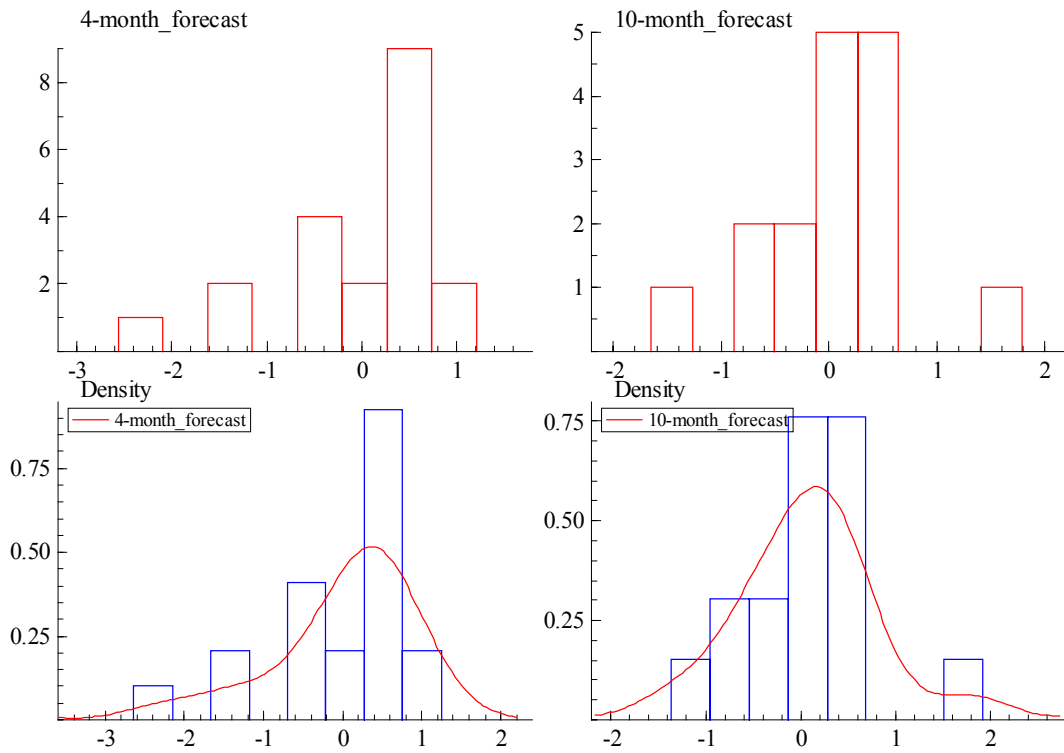 4-month_forecast
8
6
4
2
-3 -2 -1 0 1
10-month_forecast
5
4
3
2
1
-2 -1 0 1 2
Density
4-month_forecast
0.75
0.50
0.25
-3 -2 -1 0 1 2
Density
10-month_forecast
0.75
0.50
0.25
-2 -1 0 1 2